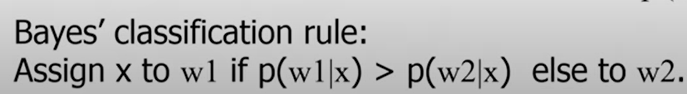 Bayes’ classification rule:
Assign x to w1 if p(w1|x) > p(w2|x) else to w2.